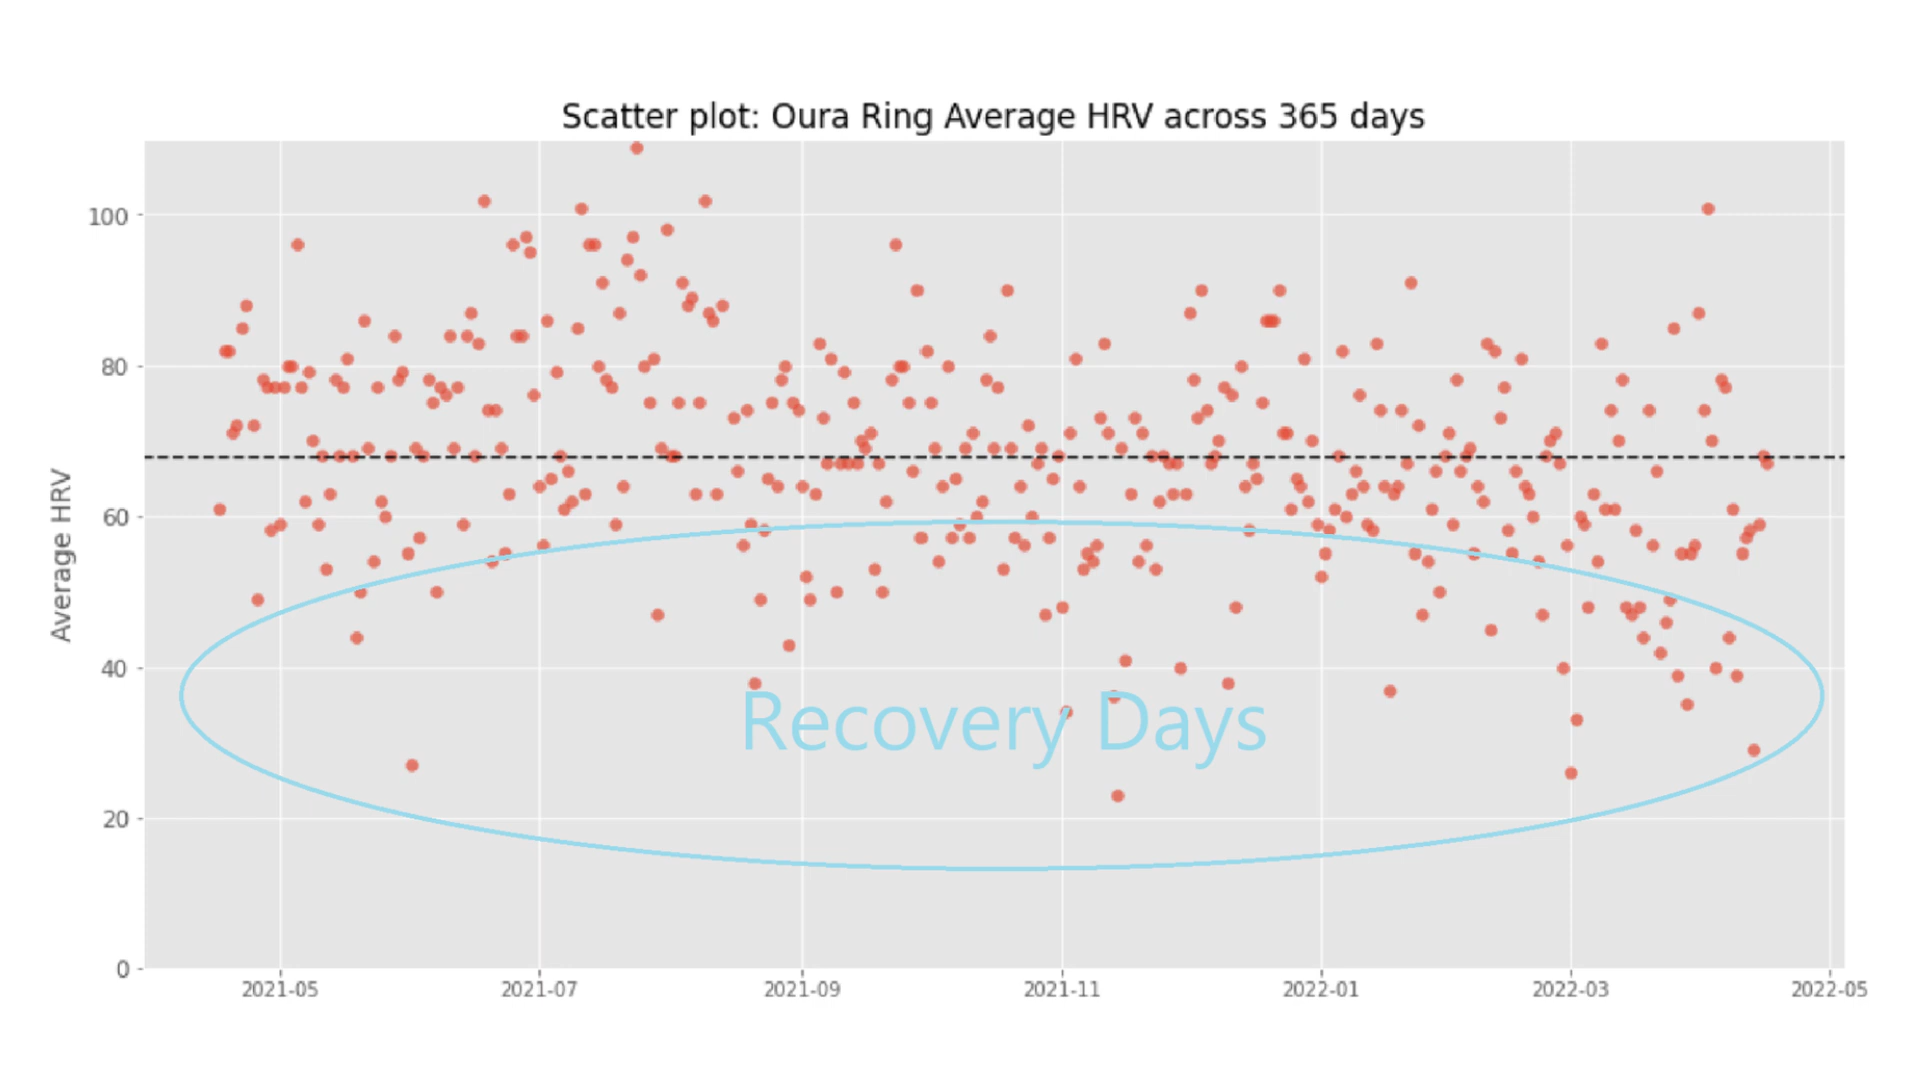 Scatter plot: Oura Ring Average HRV across 365 days
Average HRV
100
80
60
40
20
0
Recovery Days
2021-05 2021-07 2021-09 2021-11 2022-01 2022-03 2022-05